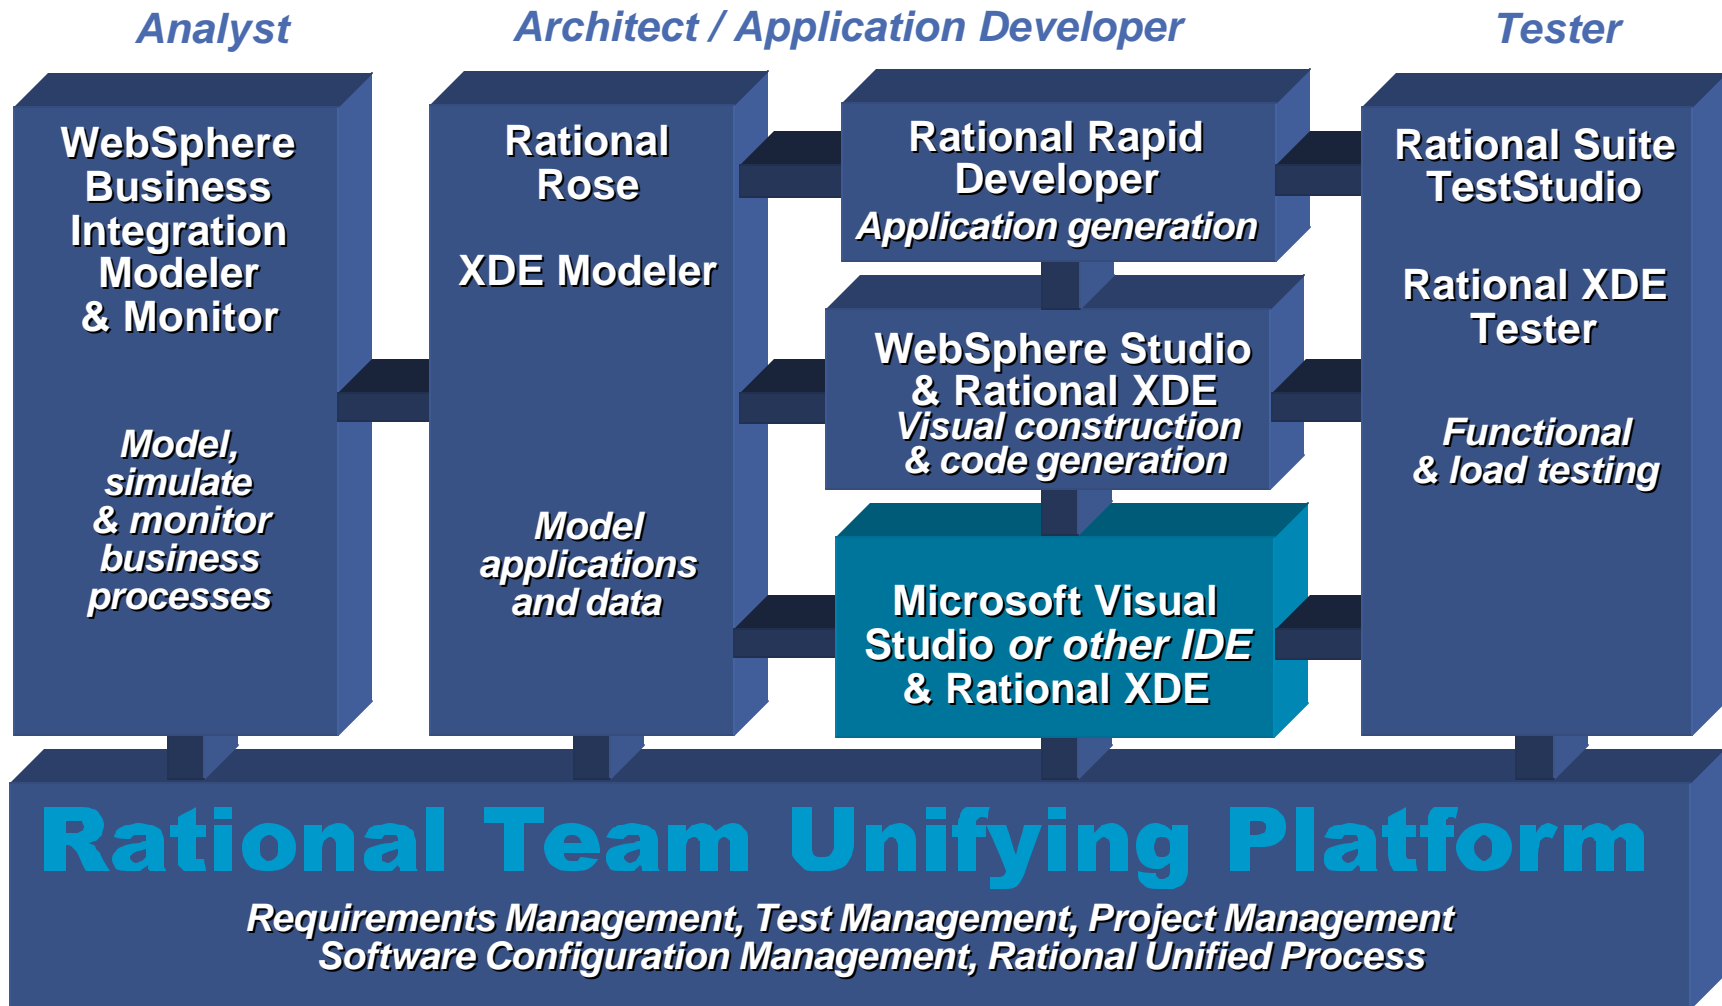 Analyst
Architect / Application Developer
Tester
WebSphere
Business
Integration
Modeler
& Monitor
Model,
simulate
& monitor
business
processes
Rational
Rose
XDE Modeler
Model
applications
and data
Rational Rapid
Developer
Application generation
WebSphere Studio
& Rational XDE
Visual construction
& code generation
Microsoft Visual
Studio or other IDE
& Rational XDE
Rational Suite
TestStudio
Rational XDE
Tester
Functional
& load testing
Rational Team Unifying Platform
Requirements Management, Test Management, Project Management
Software Configuration Management, Rational Unified Process